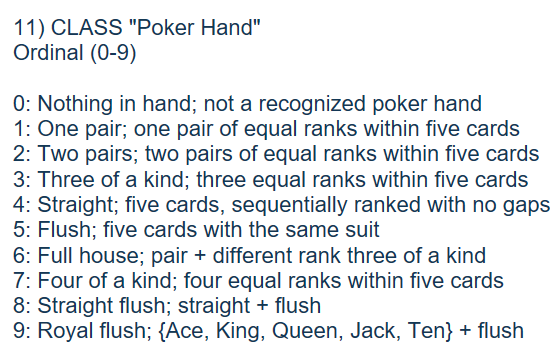 11) CLASS "Poker Hand"
Ordinal (0-9)
0: Nothing in hand; not a recognized poker hand
1: One pair; one pair of equal ranks within five cards
2: Two pairs; two pairs of equal ranks within five cards
3: Three of a kind; three equal ranks within five cards
4: Straight; five cards, sequentially ranked with no gaps
5: Flush; five cards with the same suit
6: Full house; pair + different rank three of a kind
7: Four of a kind; four equal ranks within five cards
8: Straight flush; straight + flush
9: Royal flush; {Ace, King, Queen, Jack, Ten} + flush